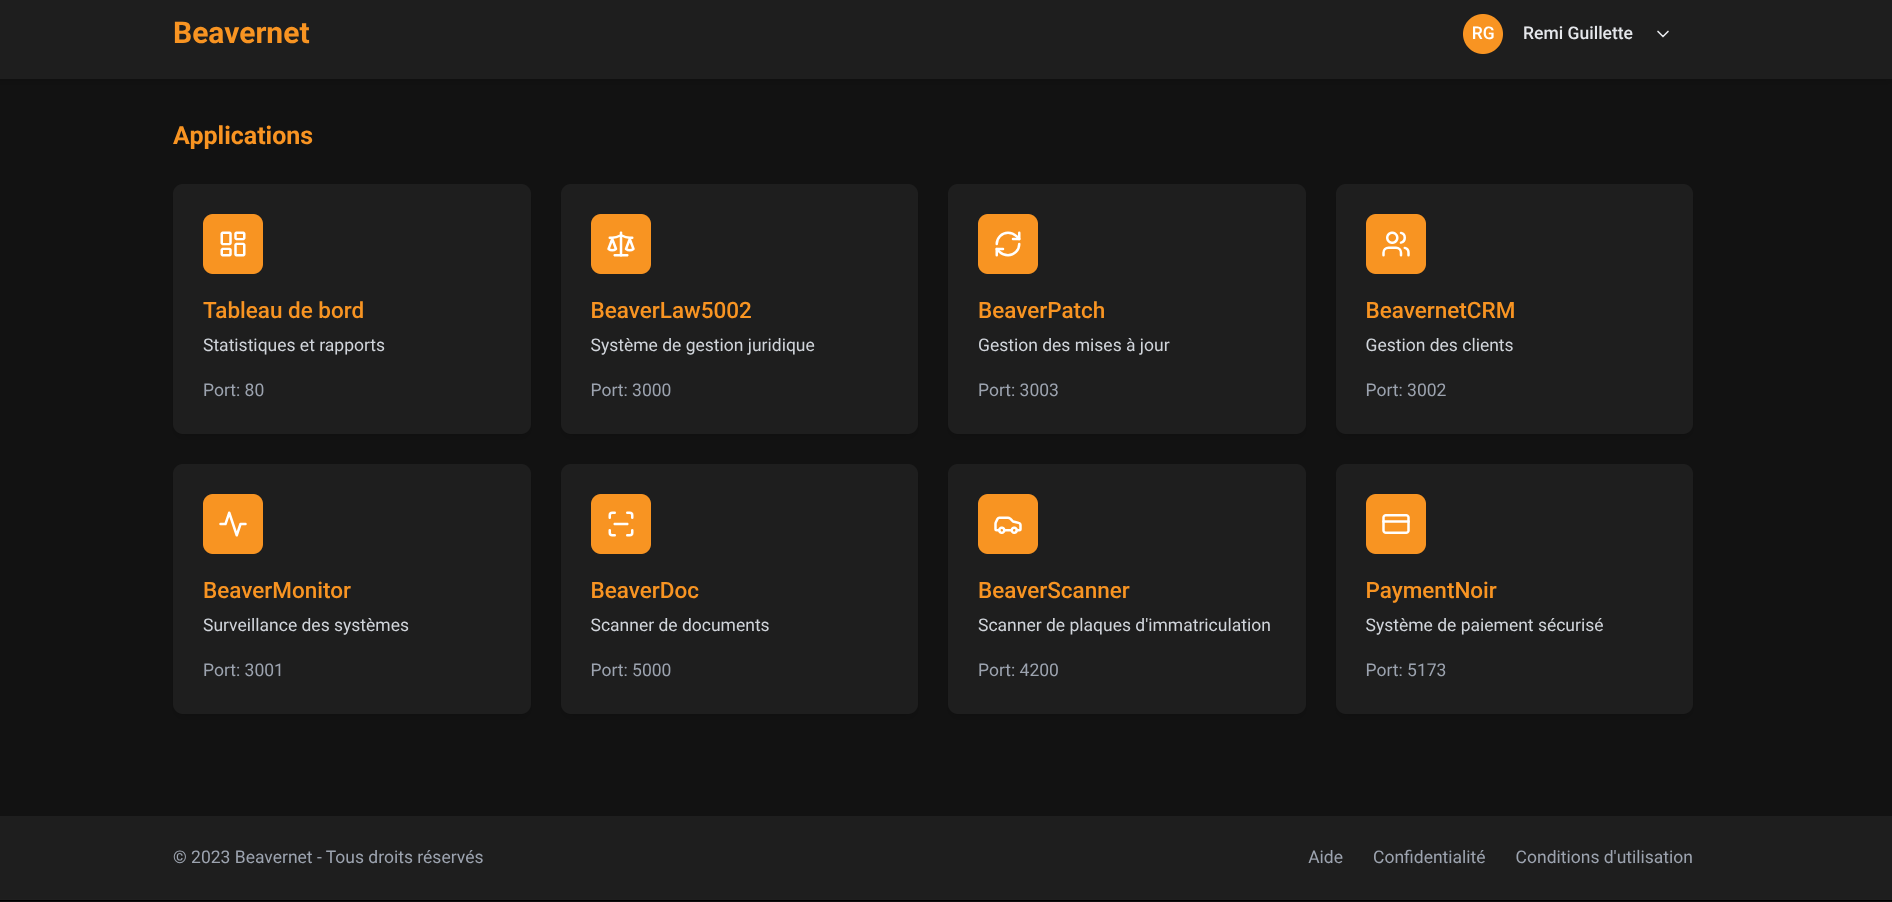 Beavernet
RG Remi Guillette
Applications
Tableau de bord
Statistiques et rapports
Port: 80
BeaverLaw5002
Système de gestion juridique
Port: 3000
BeaverPatch
Gestion des mises à jour
Port: 3003
BeavernetCRM
Gestion des clients
Port: 3002
BeaverMonitor
Surveillance des systèmes
Port: 3001
BeaverDoc
Scanner de documents
Port: 5000
BeaverScanner
Scanner de plaques d'immatriculation
Port: 4200
PaymentNoir
Système de paiement sécurisé
Port: 5173
© 2023 Beavernet - Tous droits réservés
Aide Confidentialité Conditions d'utilisation